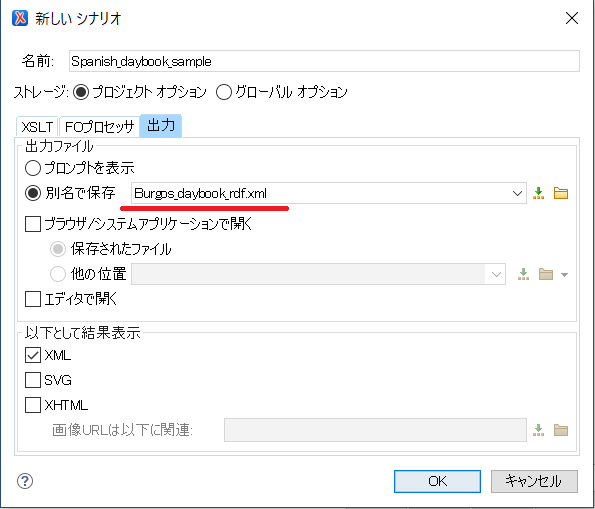 新しい シナリオ
名前: Spanish_daybook_sample
ストレージ: プロジェクト オプション グローバル オプション
XSLT FOプロセッサ 出力
出力ファイル
プロンプトを表示
別名で保存 Burgos_daybook_rdf.xml
ブラウザ/システムアプリケーションで開く
保存されたファイル
他の位置
エディタで開く
以下として結果表示
XML
SVG
XHTML
画像URLは以下に関連:
? OK キャンセル